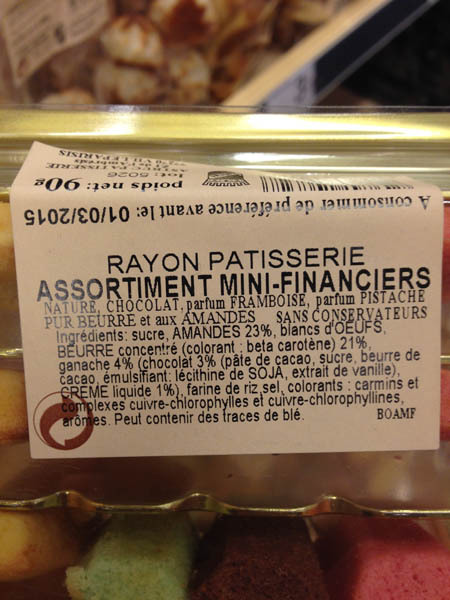 A consommer de préférence avant le: 01/03/2015
poids net: 90g
lot 5026
RAYON PATISSERIE
ASSORTIMENT MINI-FINANCIERS
NATURE, CHOCOLAT, parfum FRAMBOISE, parfum PISTACHE
PUR BEURRE et aux AMANDES SANS CONSERVATEURS
Ingrédients: sucre, AMANDES 23%, blancs d'OEUFS,
BEURRE concentré (colorant : beta carotène) 21%,
ganache 4% (chocolat 3% (pâte de cacao, sucre, beurre de
cacao, émulsifiant: lécithine de SOJA, extrait de vanille),
CREME liquide 1%), farine de riz, sel, colorants : carmins et
complexes cuivre-chlorophylles et cuivre-chlorophyllines,
arômes. Peut contenir des traces de blé. BOAMF